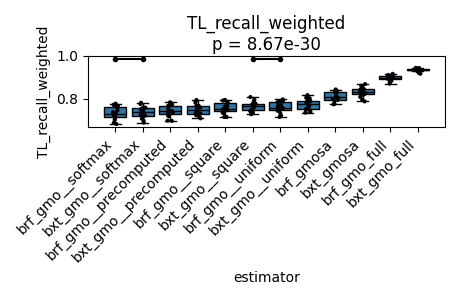 TL_recall_weighted
p = 8.67e-30
TL_recall_weighted
1.0
0.8
brf_gmo__softmax
bxt_gmo__softmax
brf_gmo__precomputed
bxt_gmo__precomputed
brf_gmo__square
bxt_gmo__square
brf_gmo__uniform
bxt_gmo__uniform
brf_gmosa
bxt_gmosa
brf_gmo_full
bxt_gmo_full
estimator